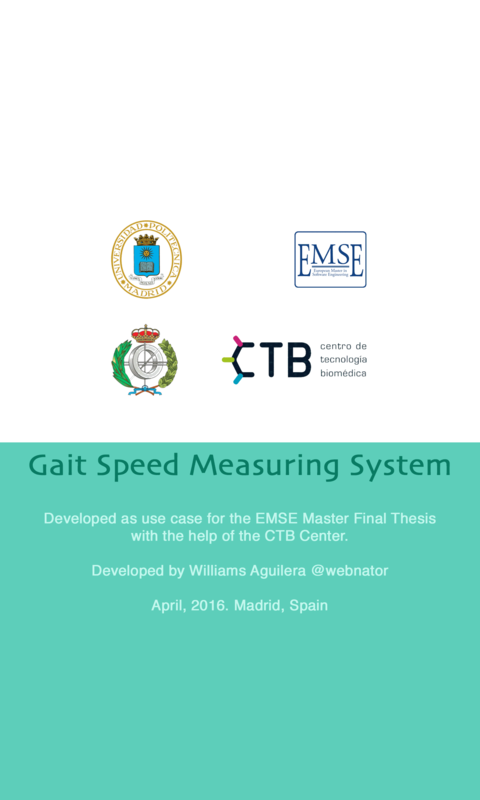 UNIVERSIDAD POLITÉCNICA
MADRID
EMSE
European Master in
Software Engineering
CTB
centro de
tecnología
biomédica
Gait Speed Measuring System
Developed as use case for the EMSE Master Final Thesis
with the help of the CTB Center.
Developed by Williams Aguilera @webnator
April, 2016. Madrid, Spain